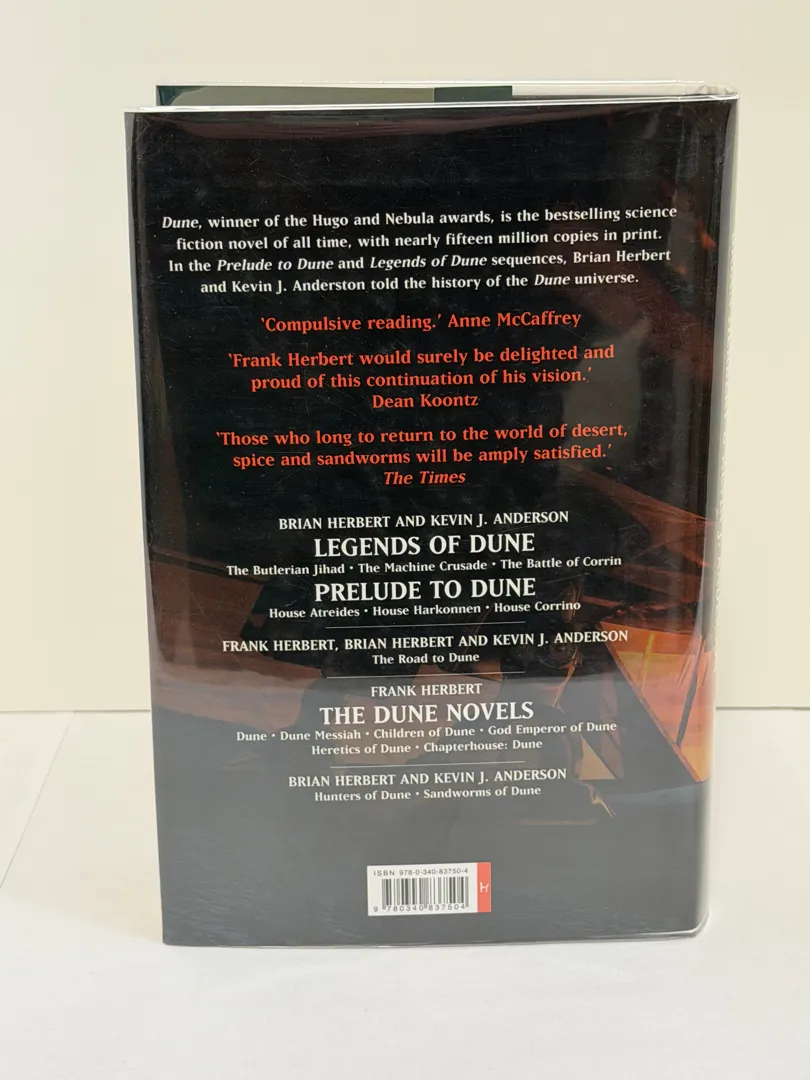 Dune, winner of the Hugo and Nebula awards, is the bestselling science
fiction novel of all time, with nearly fifteen million copies in print.
In the Prelude to Dune and Legends of Dune sequences, Brian Herbert
and Kevin J. Anderston told the history of the Dune universe.
'Compulsive reading.' Anne McCaffrey
'Frank Herbert would surely be delighted and
proud of this continuation of his vision.'
Dean Koontz
'Those who long to return to the world of desert,
spice and sandworms will be amply satisfied.'
The Times
BRIAN HERBERT AND KEVIN J. ANDERSON
LEGENDS OF DUNE
The Butlerian Jihad • The Machine Crusade • The Battle of Corrin
PRELUDE TO DUNE
House Atreides • House Harkonnen • House Corrino
FRANK HERBERT, BRIAN HERBERT AND KEVIN J. ANDERSON
The Road to Dune
FRANK HERBERT
THE DUNE NOVELS
Dune • Dune Messiah • Children of Dune • God Emperor of Dune
Heretics of Dune • Chapterhouse: Dune
BRIAN HERBERT AND KEVIN J. ANDERSON
Hunters of Dune • Sandworms of Dune
ISBN 978-0-340-83750-4
9 780340 837504
H